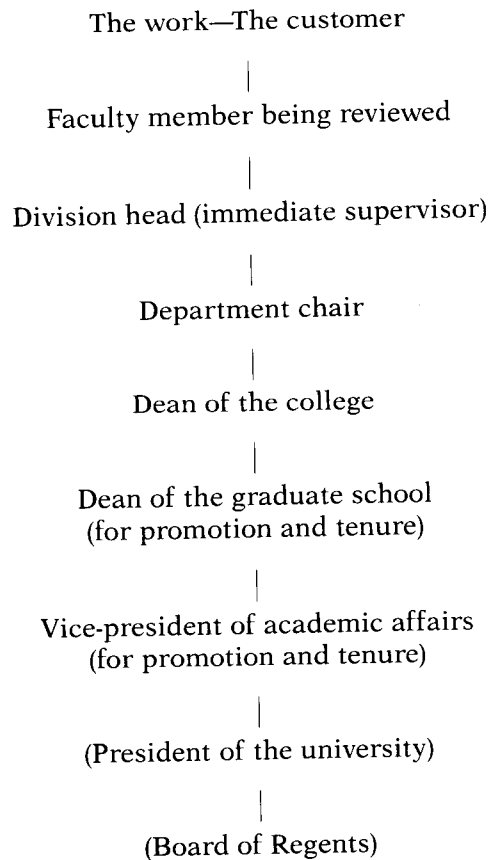 The work—The customer
Faculty member being reviewed
Division head (immediate supervisor)
Department chair
Dean of the college
Dean of the graduate school
(for promotion and tenure)
Vice-president of academic affairs
(for promotion and tenure)
(President of the university)
(Board of Regents)